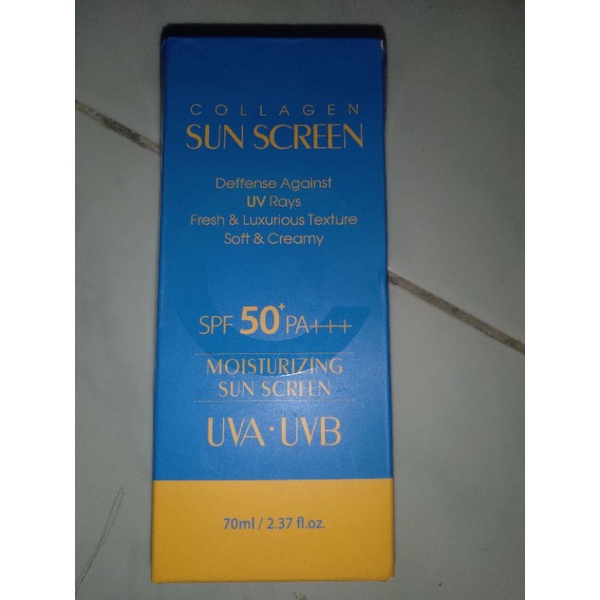 COLLAGEN
SUN SCREEN
Deffense Against
UV Rays
Fresh & Luxurious Texture
Soft & Creamy
SPF 50+ PA+++
MOISTURIZING
SUN SCREEN
UVA · UVB
70ml / 2.37 fl.oz.